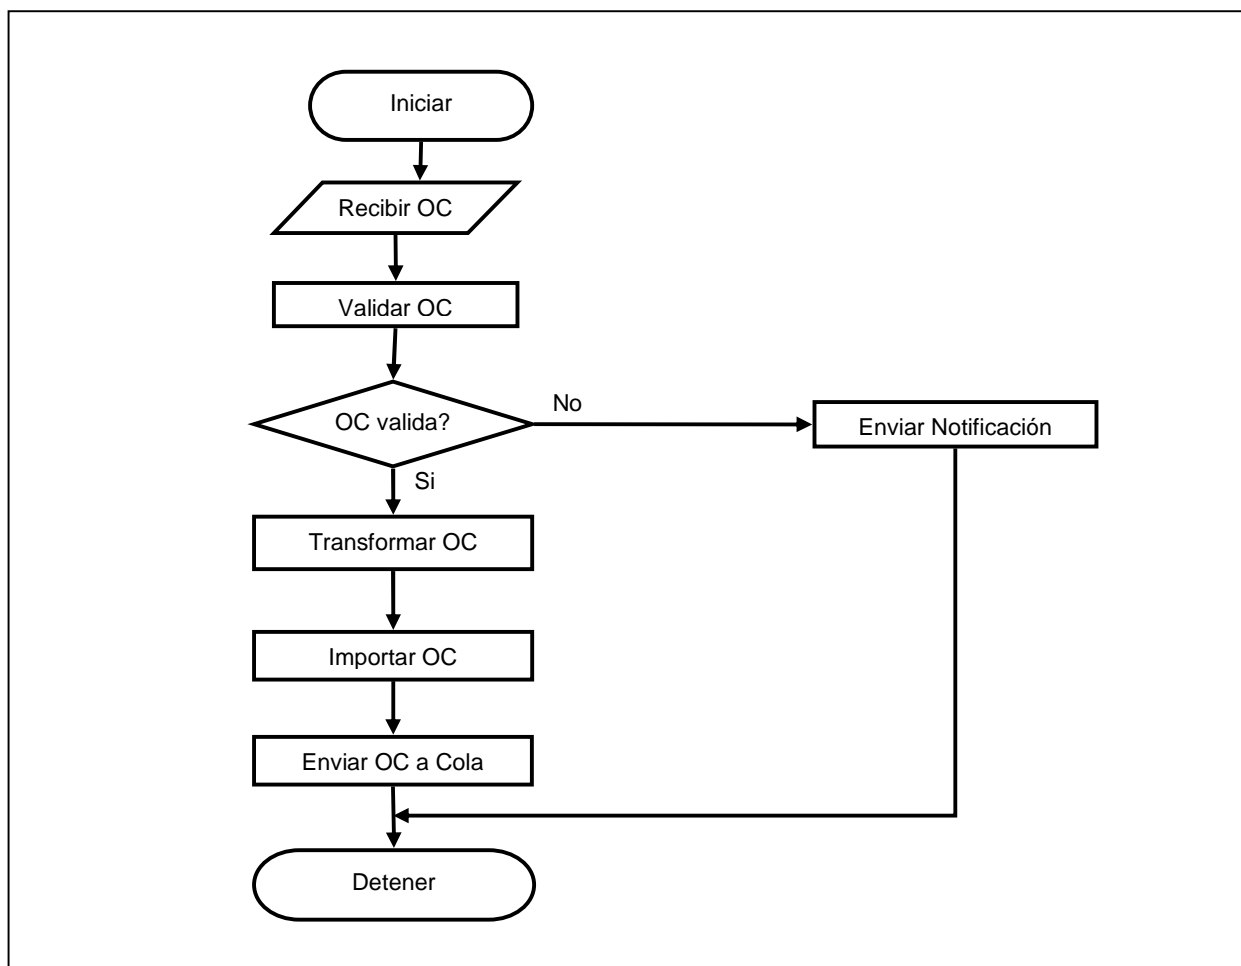 Iniciar
Recibir OC
Validar OC
OC valida?
No
Enviar Notificación
Si
Transformar OC
Importar OC
Enviar OC a Cola
Detener